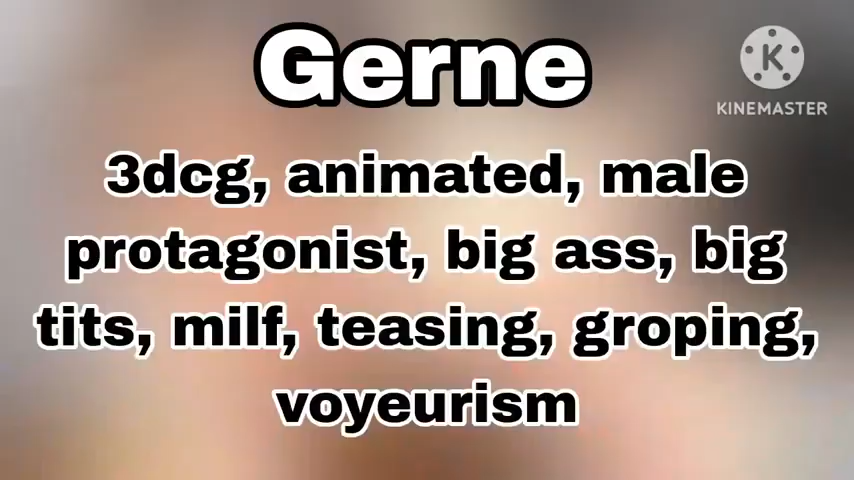 Gerne
KINEMASTER
3dcg, animated, male
protagonist, big ass, big
tits, milf, teasing, groping,
voyeurism